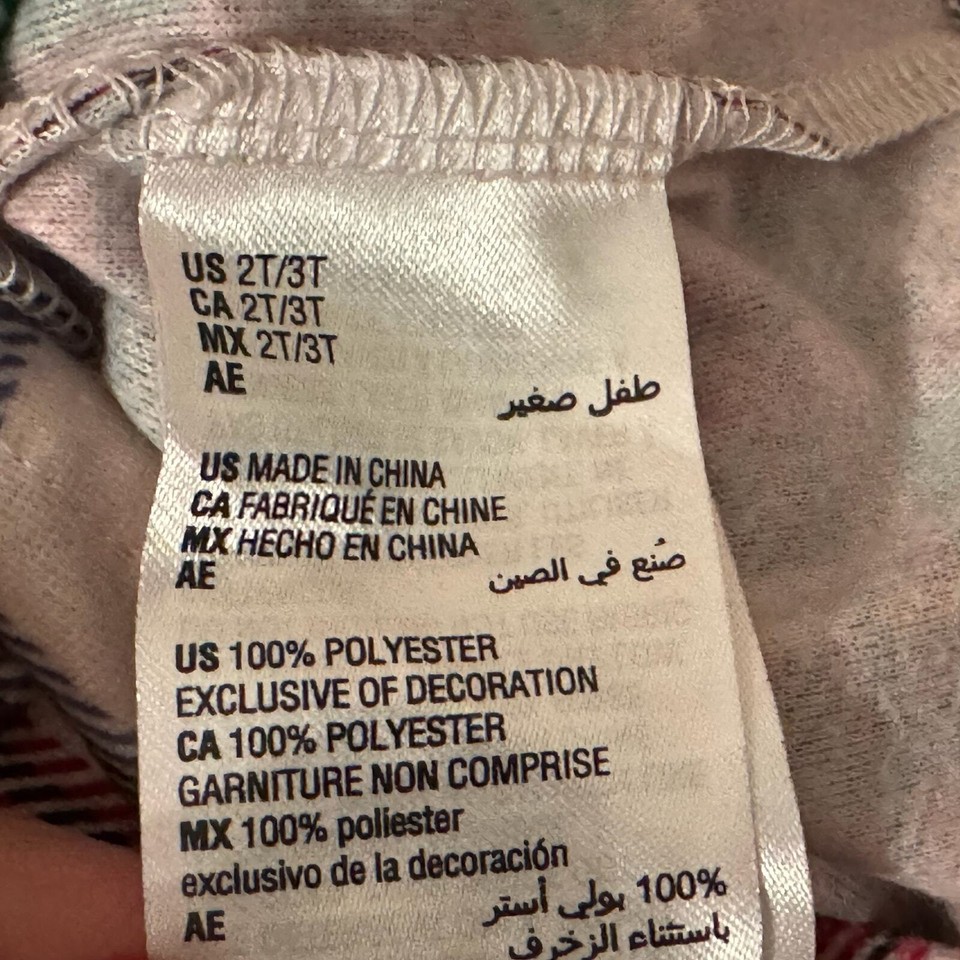 US 2T/3T
CA 2T/3T
MX 2T/3T
AE
طفل صغير
US MADE IN CHINA
CA FABRIQUÉ EN CHINE
MX HECHO EN CHINA
AE
صُنع في الصين
US 100% POLYESTER
EXCLUSIVE OF DECORATION
CA 100% POLYESTER
GARNITURE NON COMPRISE
MX 100% poliester
exclusivo de la decoración
AE
100% بولي أستر
باستثناء الزخرف